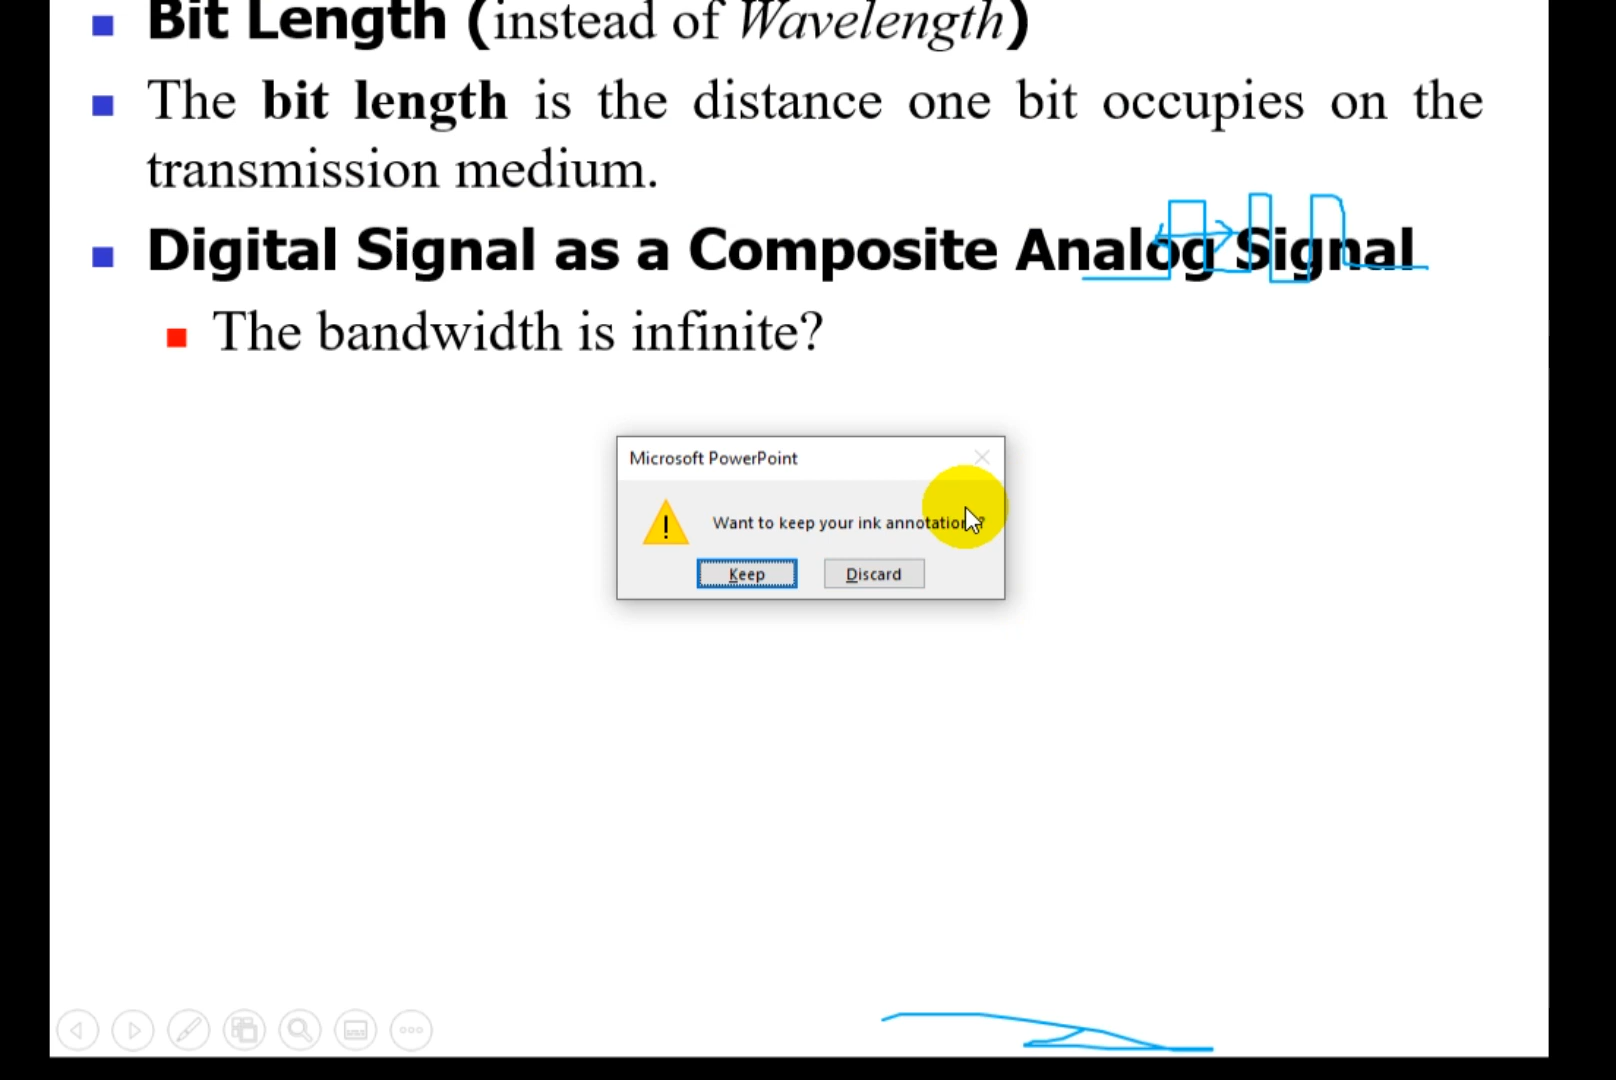 Bit Length (instead of Wavelength)
The bit length is the distance one bit occupies on the
transmission medium.
Digital Signal as a Composite Analog Signal
The bandwidth is infinite?
Microsoft PowerPoint
Want to keep your ink annotations?
Keep
Discard